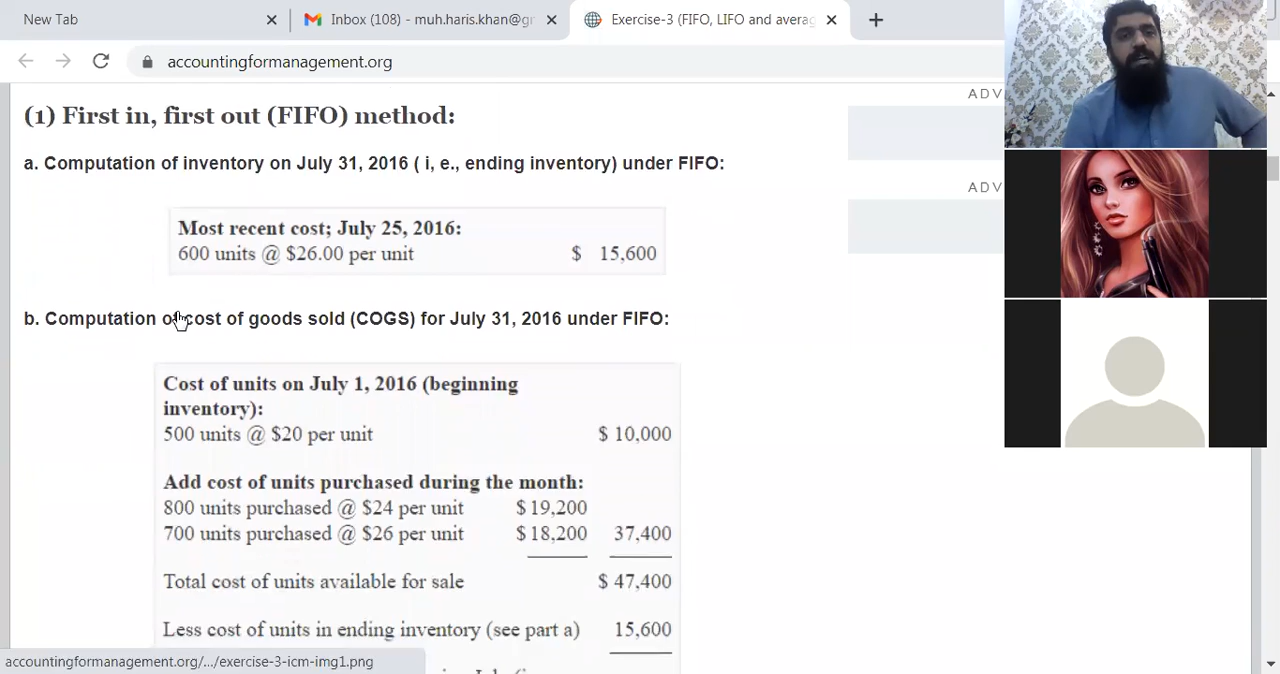 New Tab
Inbox (108) - muh.haris.khan@gr
Exercise-3 (FIFO, LIFO and avera
accountingformanagement.org
ADV
(1) First in, first out (FIFO) method:
a. Computation of inventory on July 31, 2016 ( i, e., ending inventory) under FIFO:
ADV
Most recent cost; July 25, 2016:
600 units @ $26.00 per unit $ 15,600
b. Computation of cost of goods sold (COGS) for July 31, 2016 under FIFO:
Cost of units on July 1, 2016 (beginning
inventory):
500 units @ $20 per unit $ 10,000
Add cost of units purchased during the month:
800 units purchased @ $24 per unit $ 19,200
700 units purchased @ $26 per unit $ 18,200 37,400
Total cost of units available for sale $ 47,400
Less cost of units in ending inventory (see part a) 15,600
accountingformanagement.org/.../exercise-3-icm-img1.png